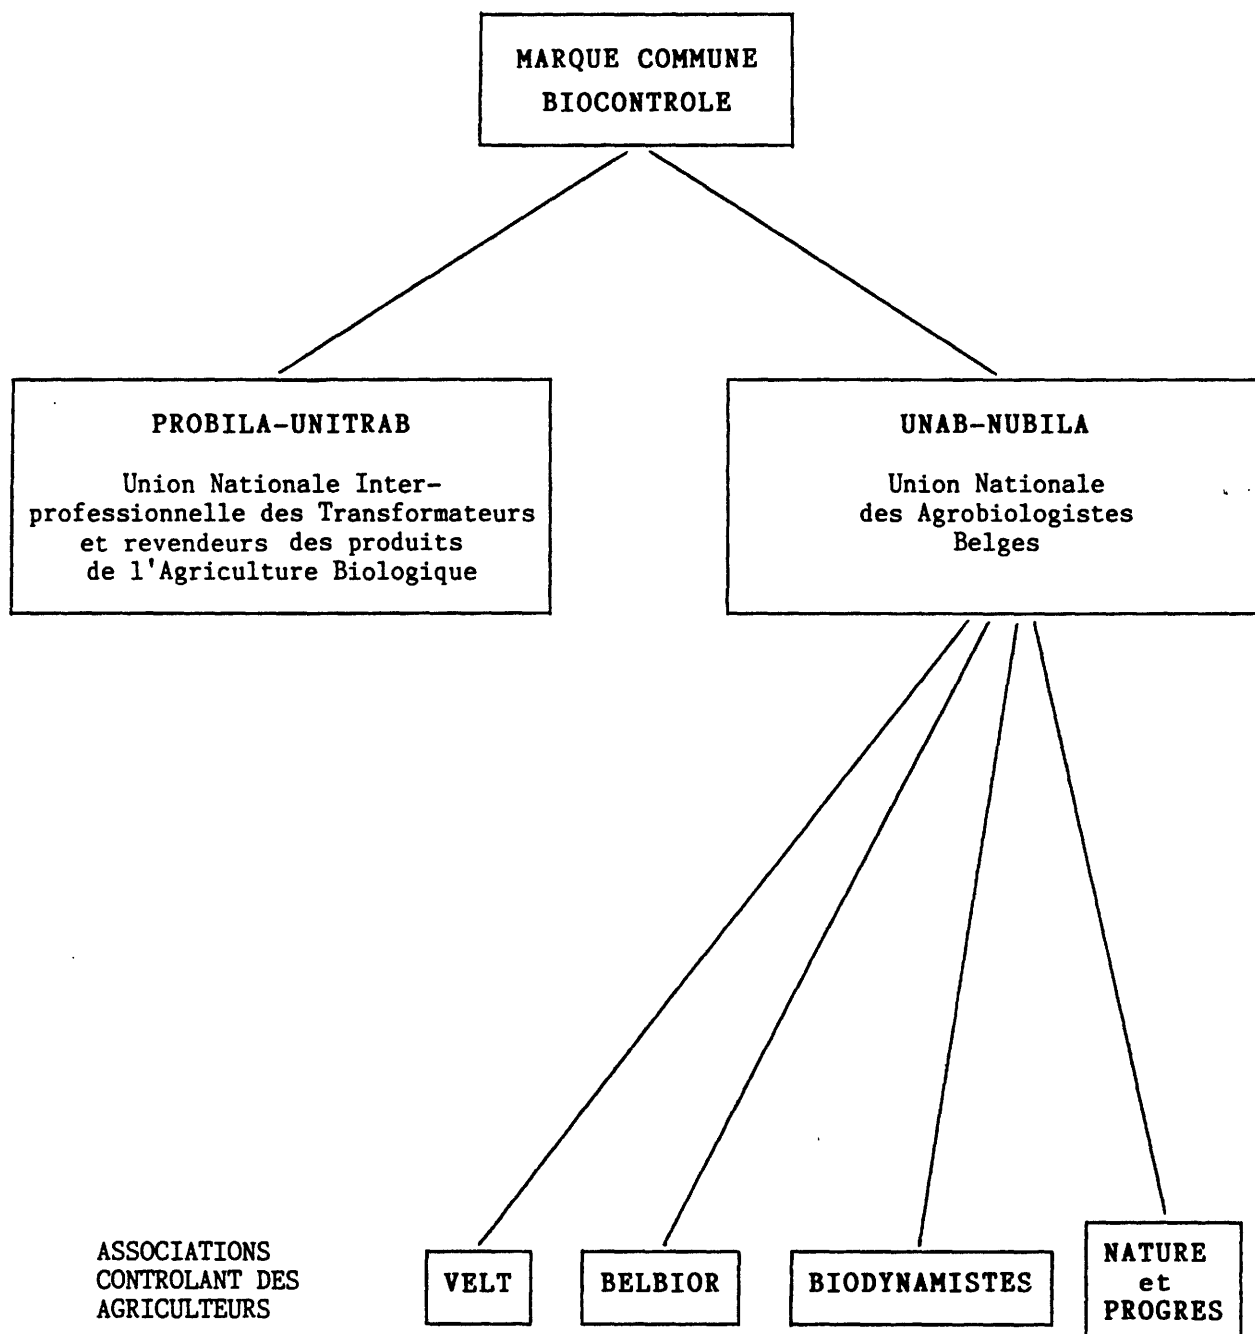 MARQUE COMMUNE
BIOCONTROLE
PROBILA-UNITRAB
Union Nationale Inter-
professionnelle des Transformateurs
et revendeurs des produits
de l'Agriculture Biologique
UNAB-NUBILA
Union Nationale
des Agrobiologistes
Belges
ASSOCIATIONS
CONTROLANT DES
AGRICULTEURS
VELT
BELBIOR
BIODYNAMISTES
NATURE
et
PROGRES